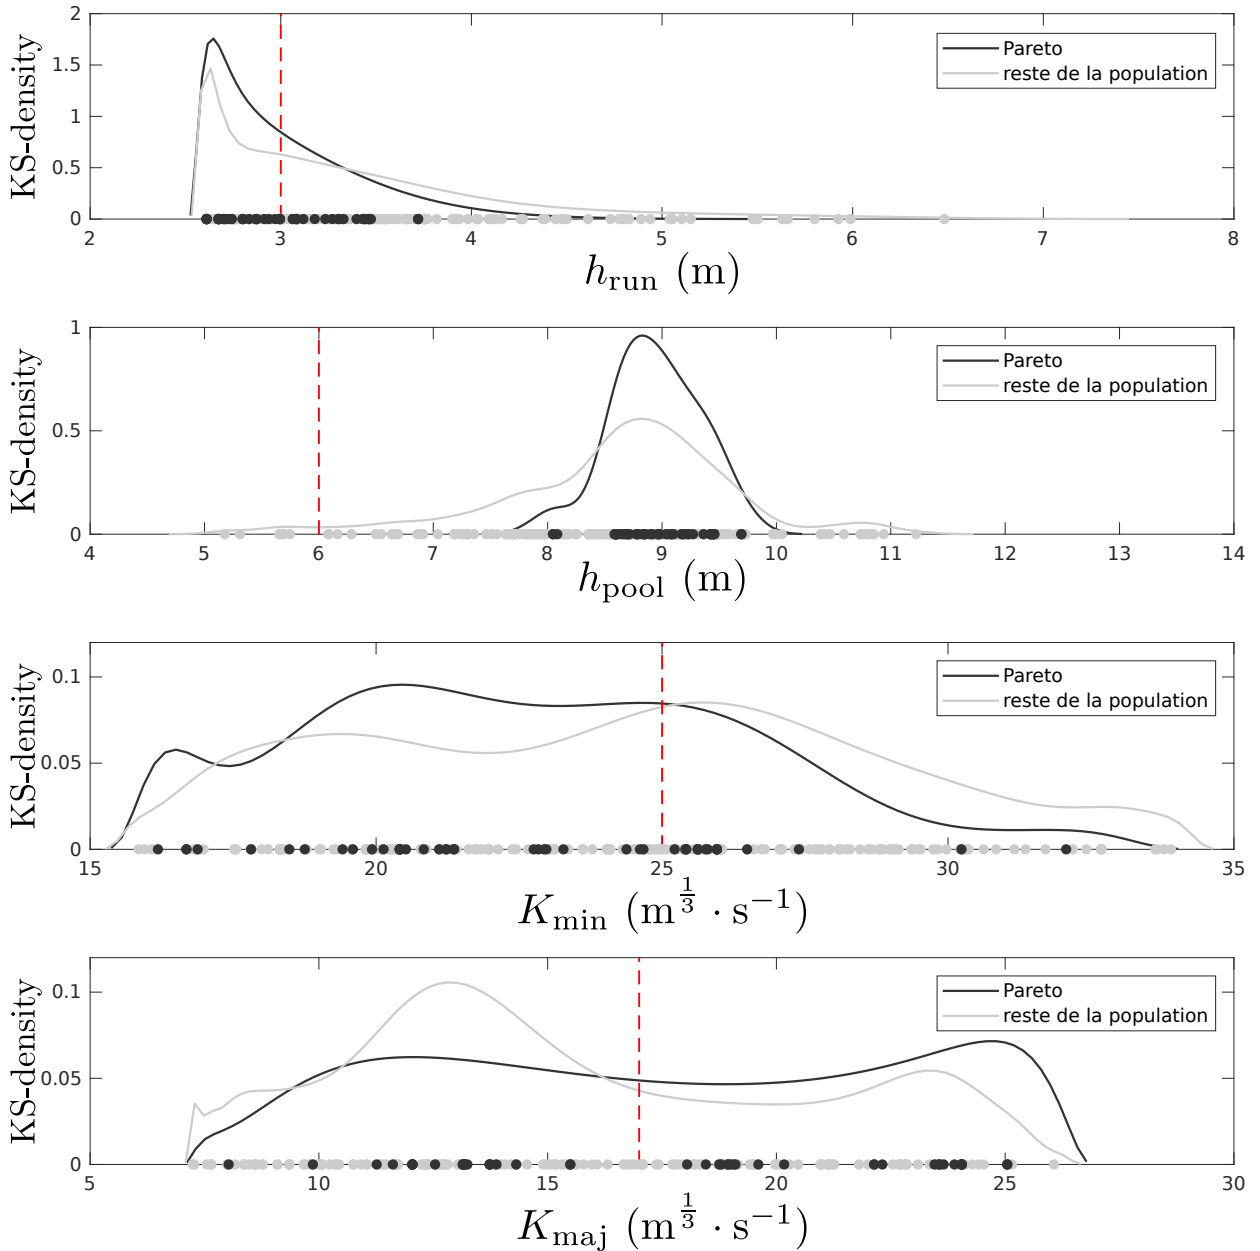 2
1.5
1
0.5
0
KS-density
Pareto
reste de la population
2 3 4 5 6 7 8
h_run (m)
1
0.5
0
KS-density
Pareto
reste de la population
4 5 6 7 8 9 10 11 12 13 14
h_pool (m)
0.1
0.05
0
KS-density
Pareto
reste de la population
15 20 25 30 35
K_min (m^{1/3} · s^{−1})
0.1
0.05
0
KS-density
Pareto
reste de la population
5 10 15 20 25 30
K_maj (m^{1/3} · s^{−1})